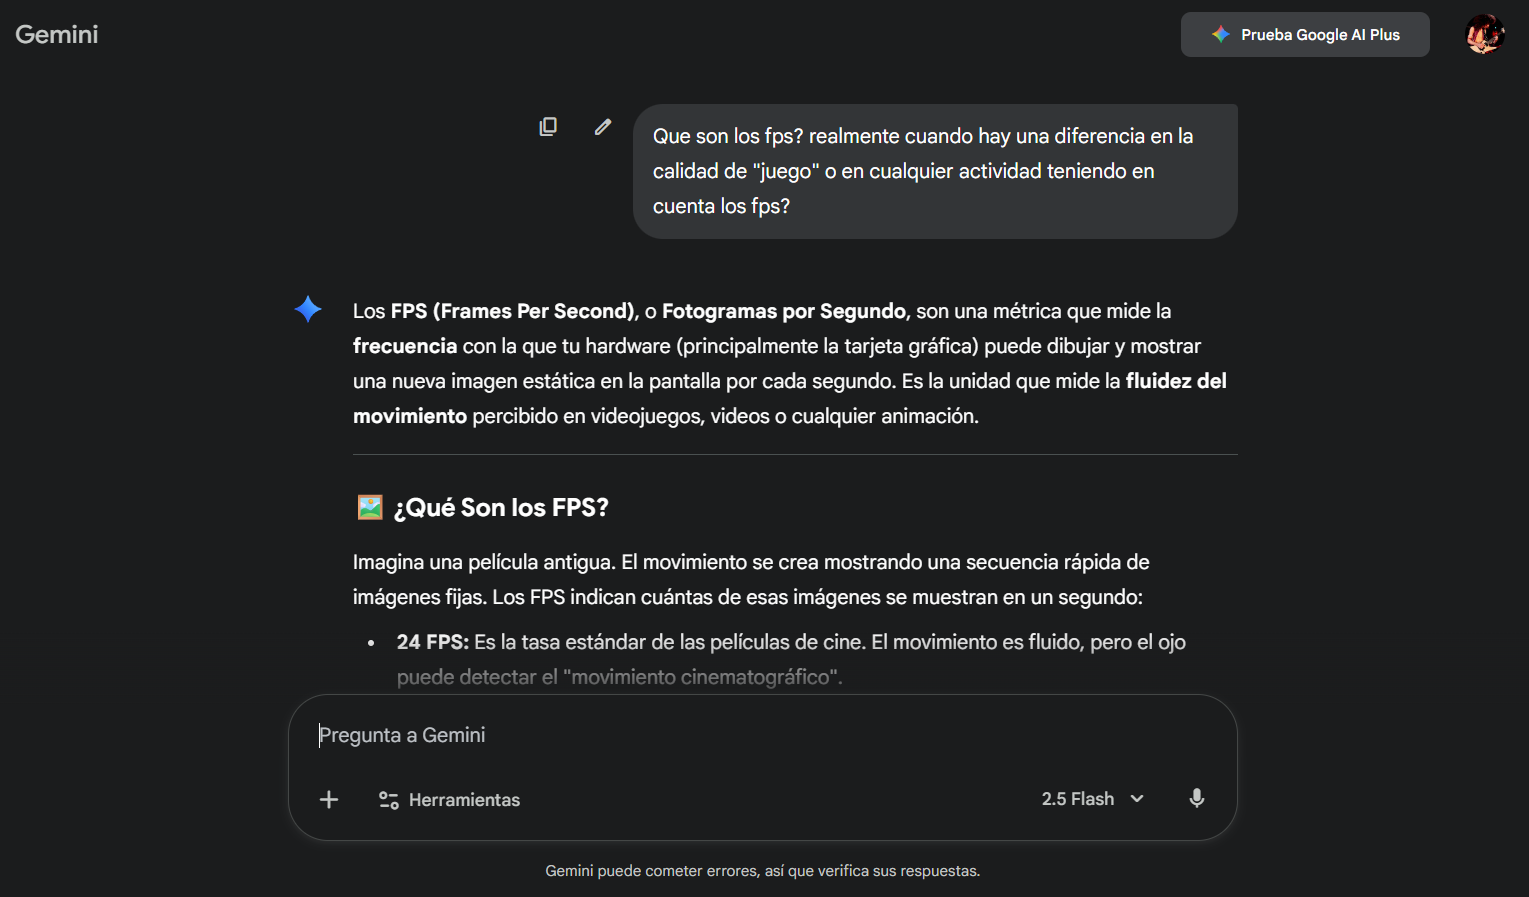 Gemini
Prueba Google AI Plus
Que son los fps? realmente cuando hay una diferencia en la
calidad de "juego" o en cualquier actividad teniendo en
cuenta los fps?
Los FPS (Frames Per Second), o Fotogramas por Segundo, son una métrica que mide la
frecuencia con la que tu hardware (principalmente la tarjeta gráfica) puede dibujar y mostrar
una nueva imagen estática en la pantalla por cada segundo. Es la unidad que mide la fluidez del
movimiento percibido en videojuegos, videos o cualquier animación.
¿Qué Son los FPS?
Imagina una película antigua. El movimiento se crea mostrando una secuencia rápida de
imágenes fijas. Los FPS indican cuántas de esas imágenes se muestran en un segundo:
• 24 FPS: Es la tasa estándar de las películas de cine. El movimiento es fluido, pero el ojo
puede detectar el "movimiento cinematográfico".
Pregunta a Gemini
Herramientas
2.5 Flash
Gemini puede cometer errores, así que verifica sus respuestas.